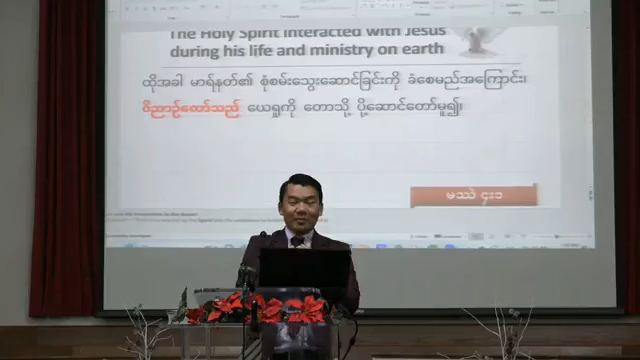 The Holy Spirit interacted with Jesus
during his life and ministry on earth
ထိုအခါ မာရ်နတ်၏ စုံစမ်းသွေးဆောင်ခြင်းကို ခံစေမည်အကြောင်း၊
ဝိညာဉ်တော်သည် ယေရှုကို တောသို့ ပို့ဆောင်တော်မူ၍၊
မဿဲ ၄း၁